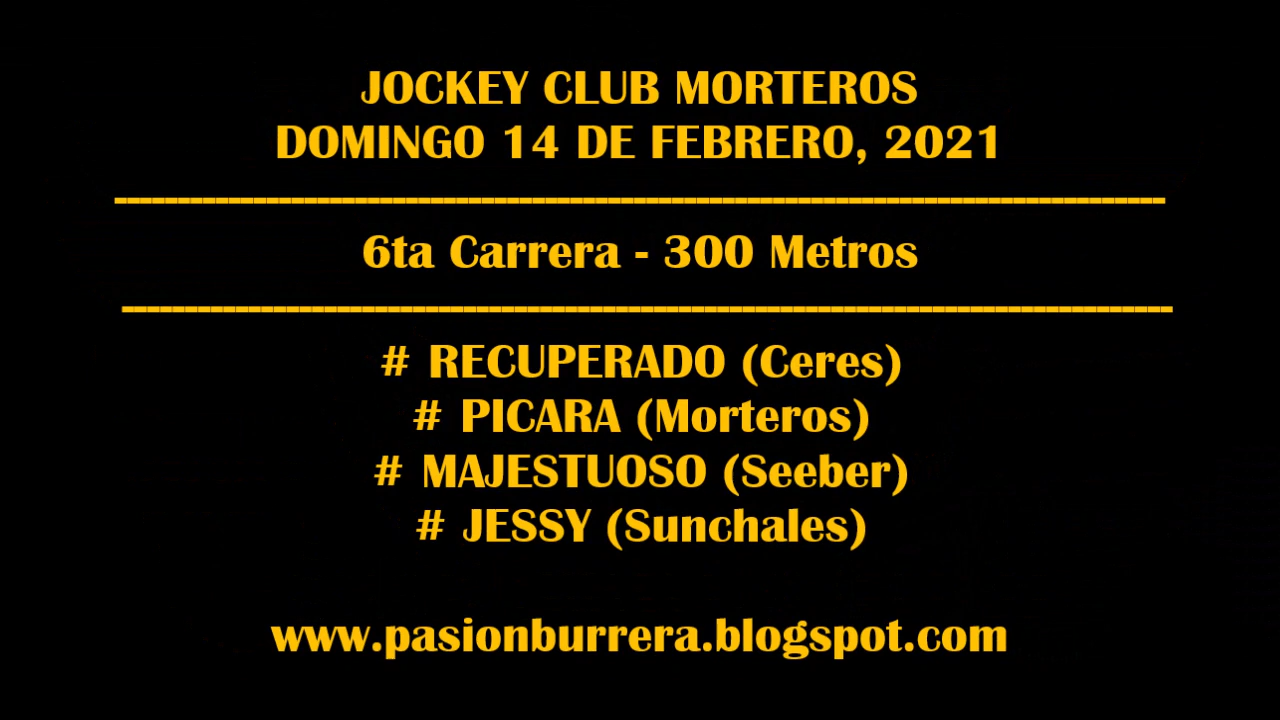 JOCKEY CLUB MORTEROS
DOMINGO 14 DE FEBRERO, 2021
6ta Carrera - 300 Metros
# RECUPERADO (Ceres)
# PICARA (Morteros)
# MAJESTUOSO (Seeber)
# JESSY (Sunchales)
www.pasionburrera.blogspot.com